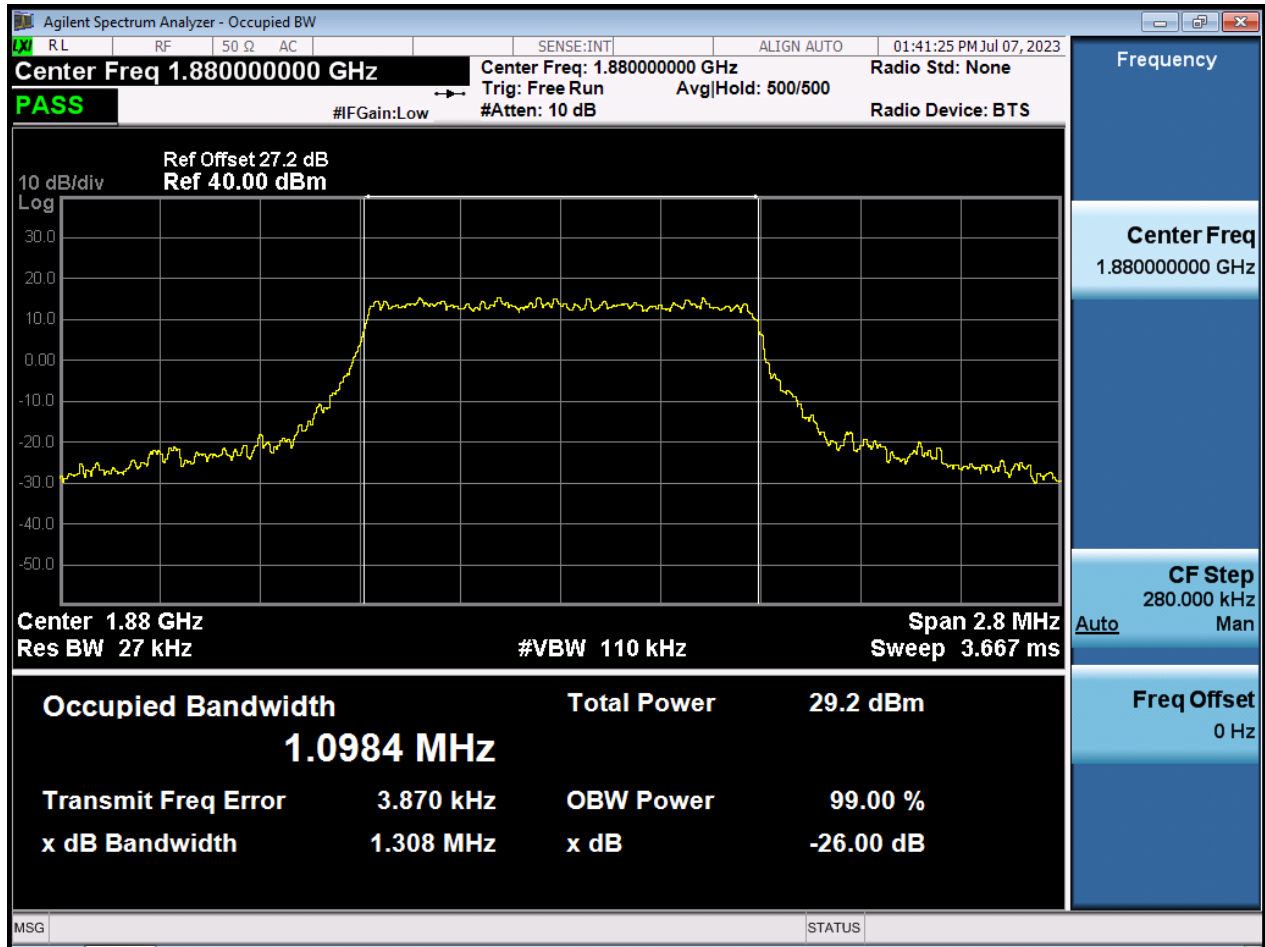 Agilent Spectrum Analyzer - Occupied BW
LXI RL RF 50 Ω AC SENSE:INT ALIGN AUTO 01:41:25 PM Jul 07, 2023
Center Freq 1.880000000 GHz
Center Freq: 1.880000000 GHz
Radio Std: None
Trig: Free Run Avg|Hold: 500/500
PASS
#IFGain:Low
#Atten: 10 dB
Radio Device: BTS
Ref Offset 27.2 dB
10 dB/div Ref 40.00 dBm
Log
30.0
20.0
10.0
0.00
-10.0
-20.0
-30.0
-40.0
-50.0
Center 1.88 GHz Span 2.8 MHz
Res BW 27 kHz #VBW 110 kHz Sweep 3.667 ms
Occupied Bandwidth Total Power 29.2 dBm
1.0984 MHz
Transmit Freq Error 3.870 kHz OBW Power 99.00 %
x dB Bandwidth 1.308 MHz x dB -26.00 dB
MSG STATUS
Frequency
Center Freq
1.880000000 GHz
CF Step
280.000 kHz
Auto Man
Freq Offset
0 Hz